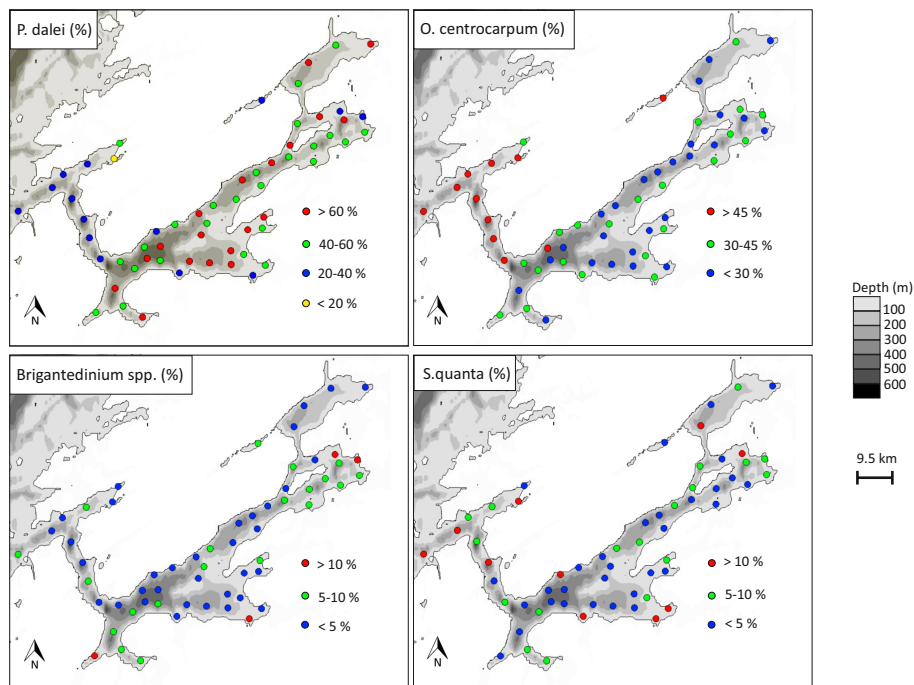 P. dalei (%)
> 60 %
40-60 %
20-40 %
< 20 %
N
O. centrocarpum (%)
> 45 %
30-45 %
< 30 %
N
Depth (m)
100
200
300
400
500
600
9.5 km
Brigantedinium spp. (%)
> 10 %
5-10 %
< 5 %
N
S.quanta (%)
> 10 %
5-10 %
< 5 %
N